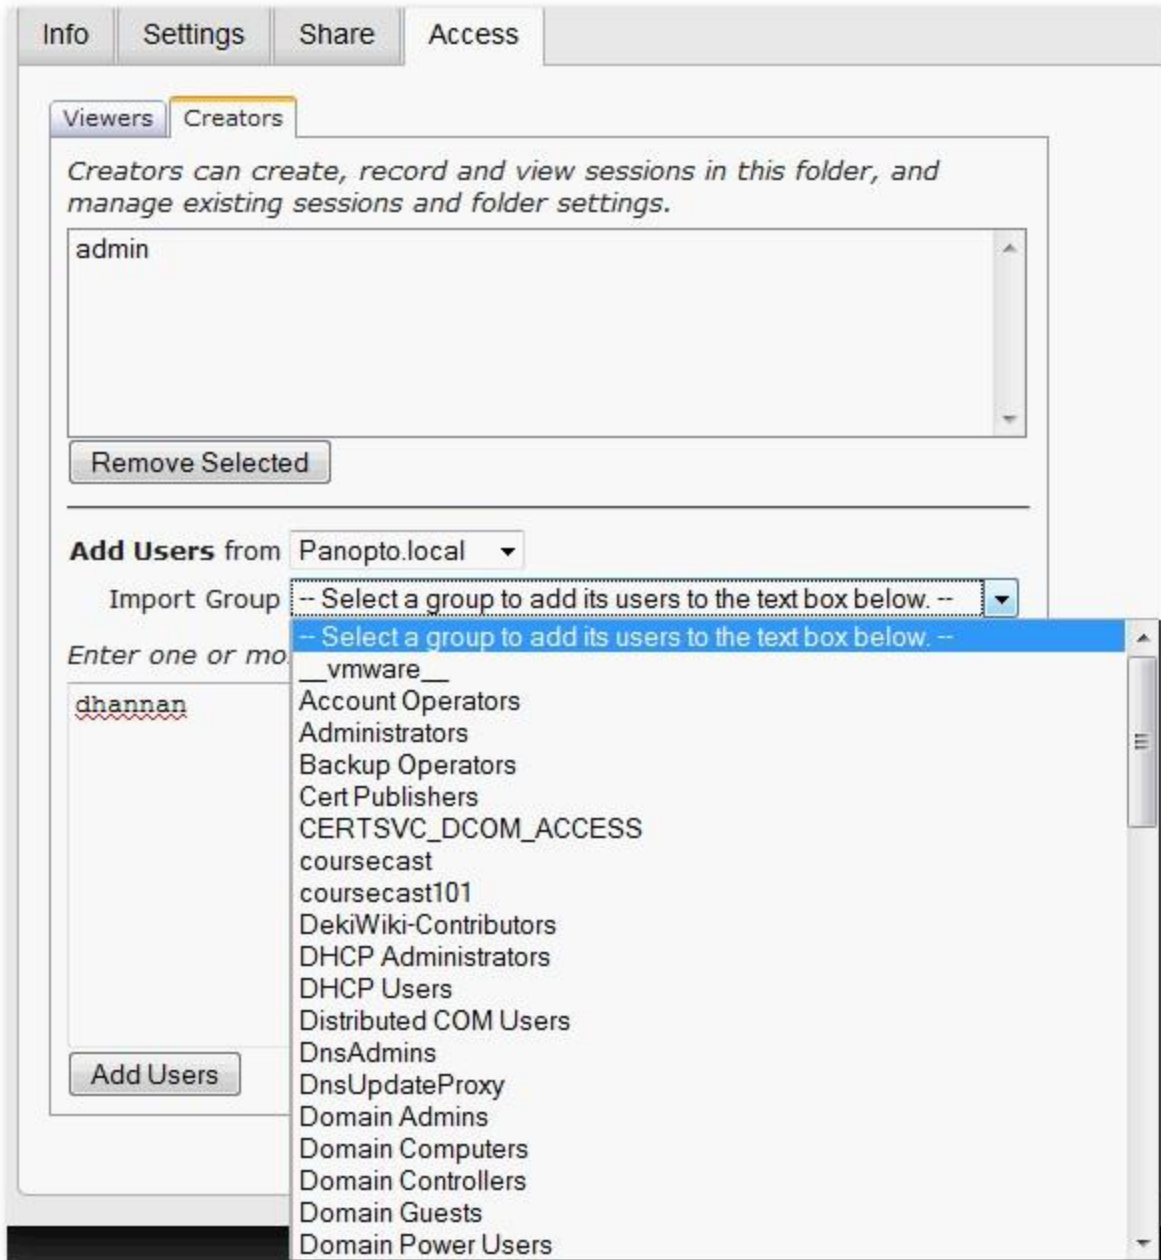 Info Settings Share Access
Viewers Creators
Creators can create, record and view sessions in this folder, and
manage existing sessions and folder settings.
admin
Remove Selected
Add Users from Panopto.local
Import Group -- Select a group to add its users to the text box below. --
-- Select a group to add its users to the text box below. --
Enter one or mo
__vmware__
dhannan
Account Operators
Administrators
Backup Operators
Cert Publishers
CERTSVC_DCOM_ACCESS
coursecast
coursecast101
DekiWiki-Contributors
DHCP Administrators
DHCP Users
Distributed COM Users
DnsAdmins
Add Users
DnsUpdateProxy
Domain Admins
Domain Computers
Domain Controllers
Domain Guests
Domain Power Users